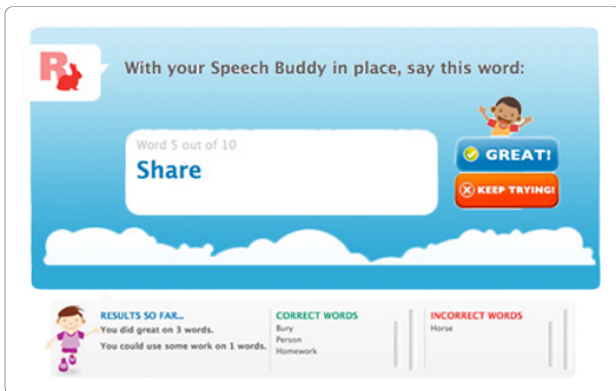 R
With your Speech Buddy in place, say this word:
Word 5 out of 10
Share
GREAT!
KEEP TRYING!
RESULTS SO FAR...
You did great on 3 words.
You could use some work on 1 words.
CORRECT WORDS
Bury
Person
Homework
INCORRECT WORDS
Horse